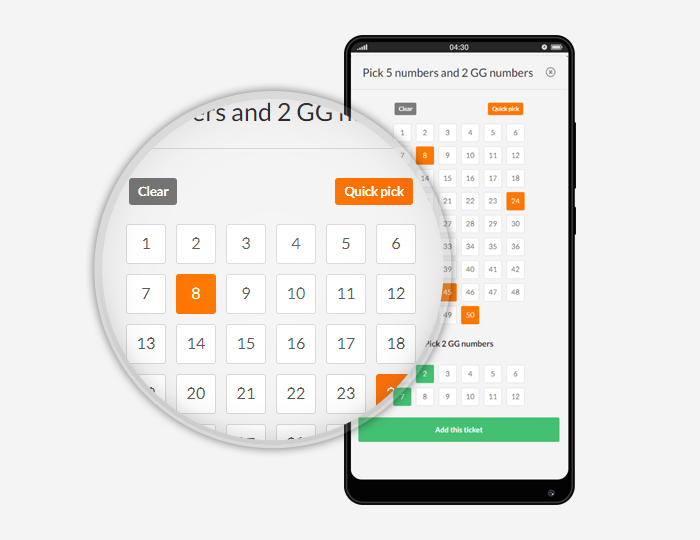 04:30
Pick 5 numbers and 2 GG numbers
Clear Quick pick
1 2 3 4 5 6
7 8 9 10 11 12
14 15 16 17 18
21 22 23 24
27 28 29 30
33 34 35 36
39 40 41 42
45 46 47 48
49 50
Pick 2 GG numbers
2 3 4 5 6
7 8 9 10 11 12
Add this ticket
and 2 GG
Clear Quick pick
1 2 3 4 5 6
7 8 9 10 11 12
13 14 15 16 17 18
20 21 22 23